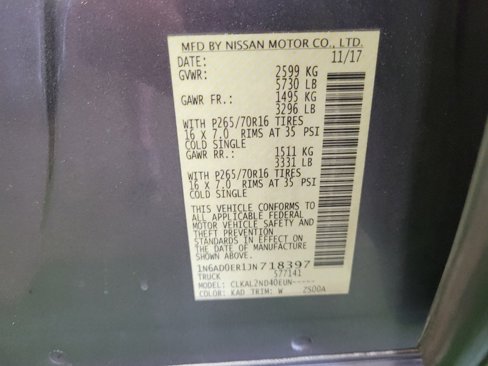 MFD BY NISSAN MOTOR CO., LTD.
DATE: 11/17
GVWR: 2599 KG
5730 LB
GAWR FR.: 1495 KG
3296 LB
WITH P265/70R16 TIRES
16 X 7.0 RIMS AT 35 PSI
COLD SINGLE
GAWR RR.: 1511 KG
3331 LB
WITH P265/70R16 TIRES
16 X 7.0 RIMS AT 35 PSI
COLD SINGLE
THIS VEHICLE CONFORMS TO
ALL APPLICABLE FEDERAL
MOTOR VEHICLE SAFETY AND
THEFT PREVENTION
STANDARDS IN EFFECT ON
THE DATE OF MANUFACTURE
SHOWN ABOVE.
1N6AD0ER1JN718397
TRUCK 577141
MODEL: CLKAL2ND40EUN-----
COLOR: KAD TRIM: W 2S00A